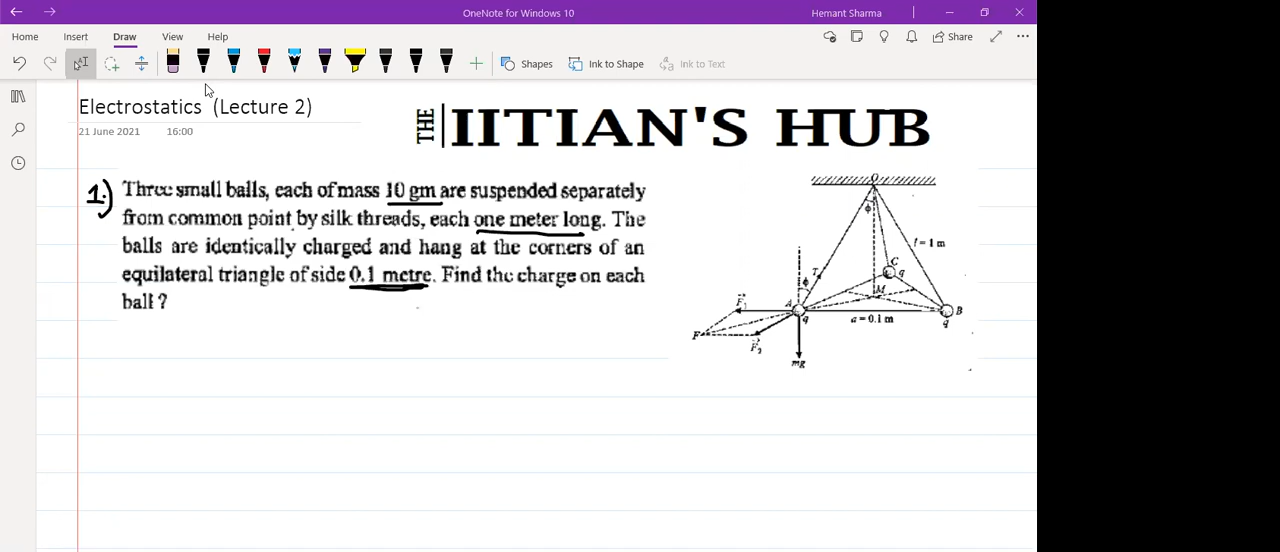 OneNote for Windows 10
Hemant Sharma
Home Insert Draw View Help
Share
Shapes Ink to Shape Ink to Text
Electrostatics (Lecture 2)
21 June 2021 16:00
THE IITIAN'S HUB
1.) Three small balls, each of mass 10 gm are suspended separately
from common point by silk threads, each one meter long. The
balls are identically charged and hang at the corners of an
equilateral triangle of side 0.1 metre. Find the charge on each
ball ?
O
ϕ
l = 1 m
C
q
T
ϕ
M
F₁
A
q
a = 0.1 m
B
q
F
F₂
mg